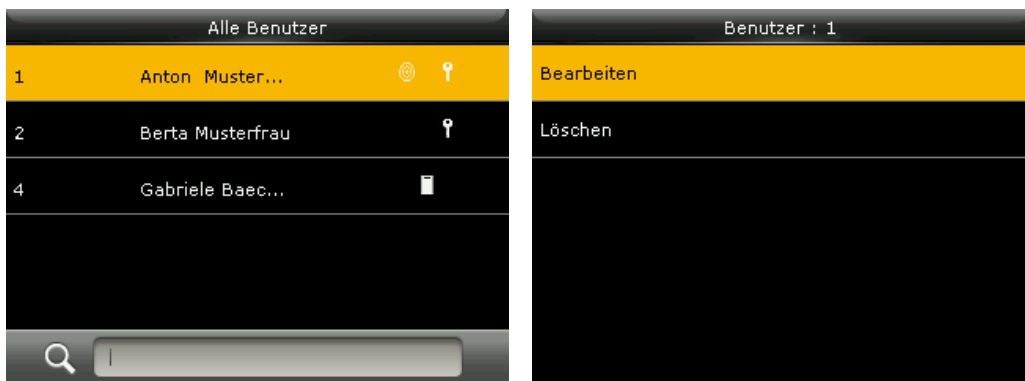 Alle Benutzer
1 Anton Muster...
2 Berta Musterfrau
4 Gabriele Baec...
Benutzer : 1
Bearbeiten
Löschen